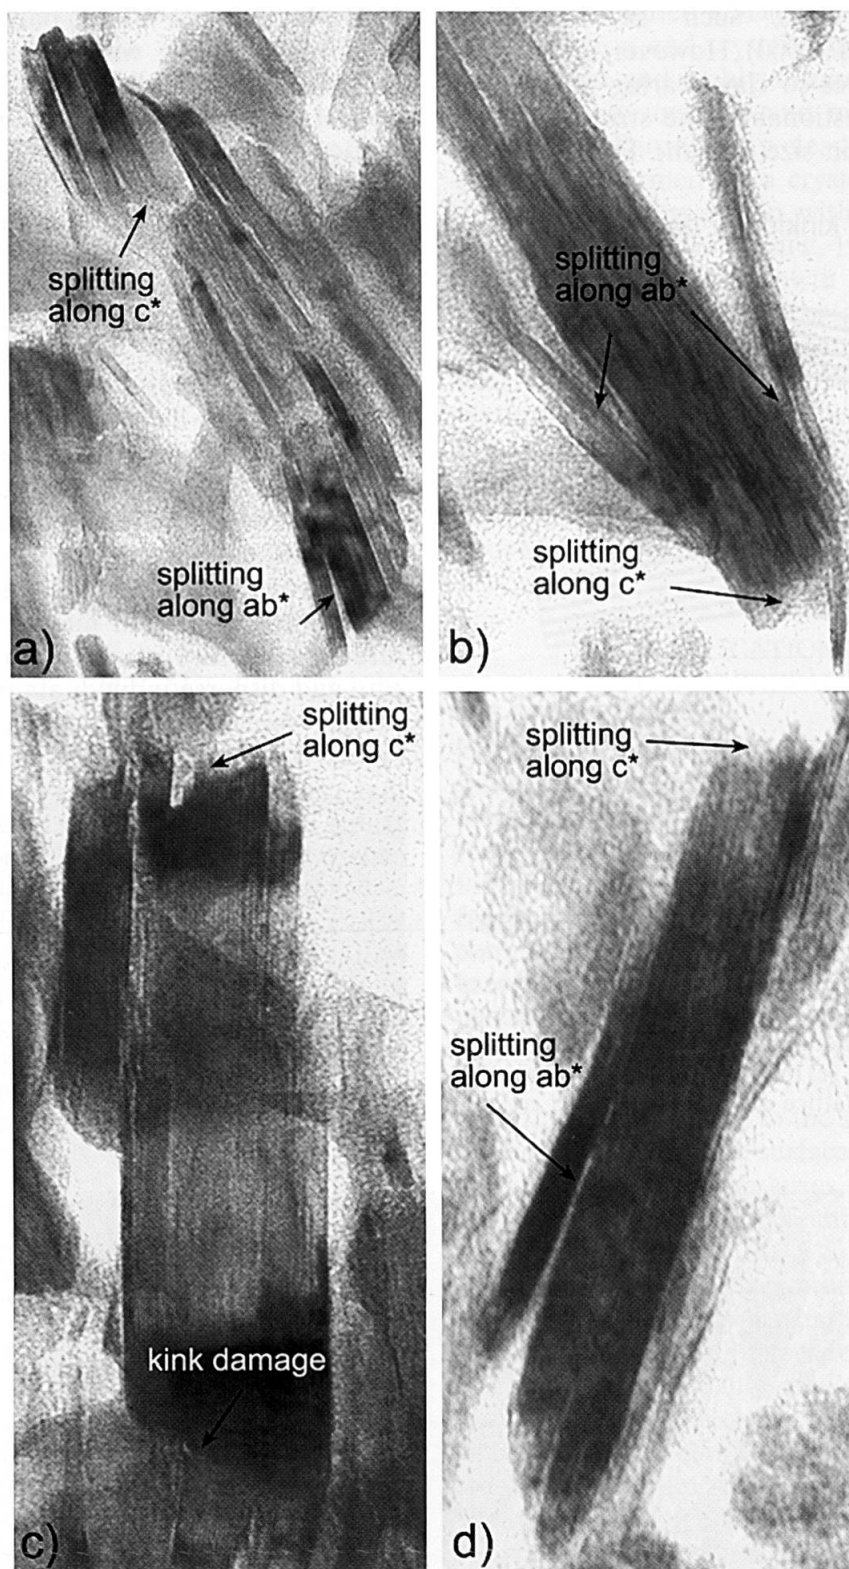 splitting
along c*
splitting
along ab*
a)
splitting
along ab*
splitting
along c*
b)
splitting
along c*
kink damage
c)
splitting
along c*
splitting
along ab*
d)